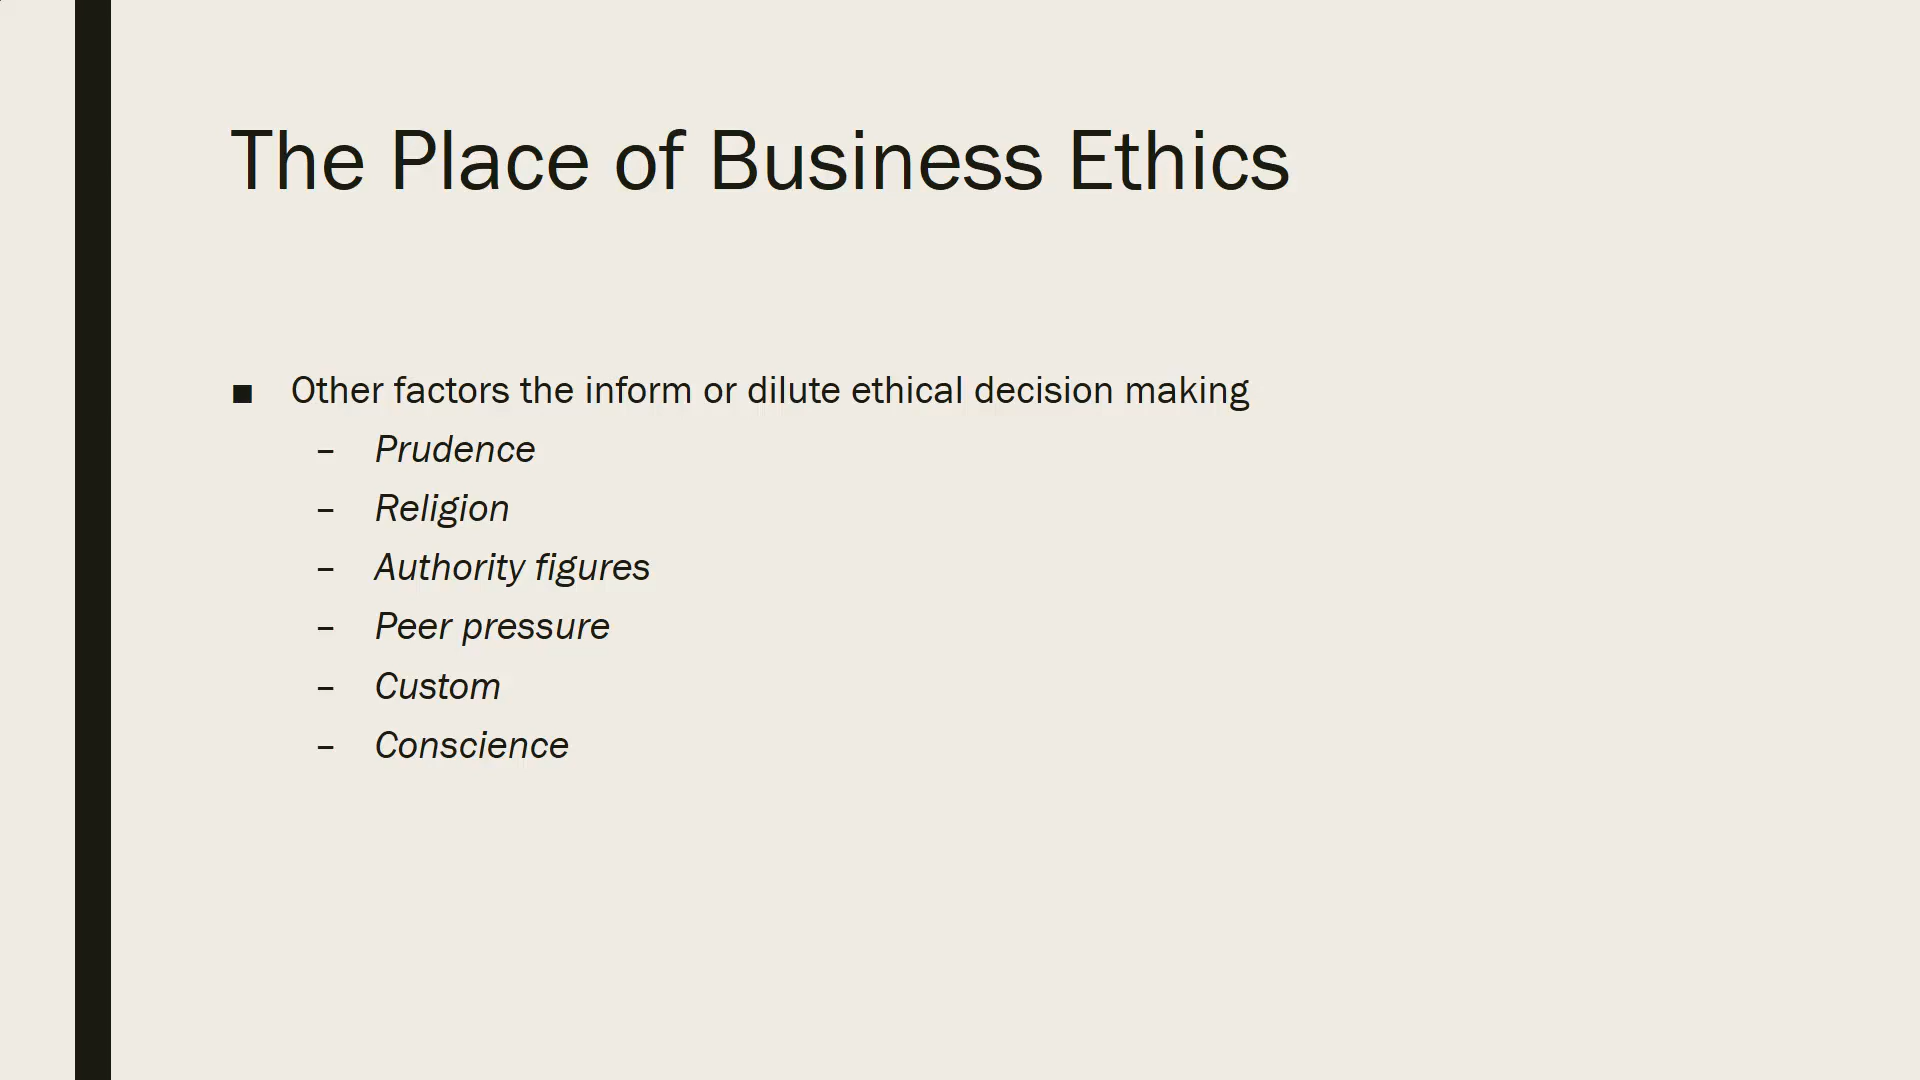 The Place of Business Ethics
■ Other factors the inform or dilute ethical decision making
– Prudence
– Religion
– Authority figures
– Peer pressure
– Custom
– Conscience